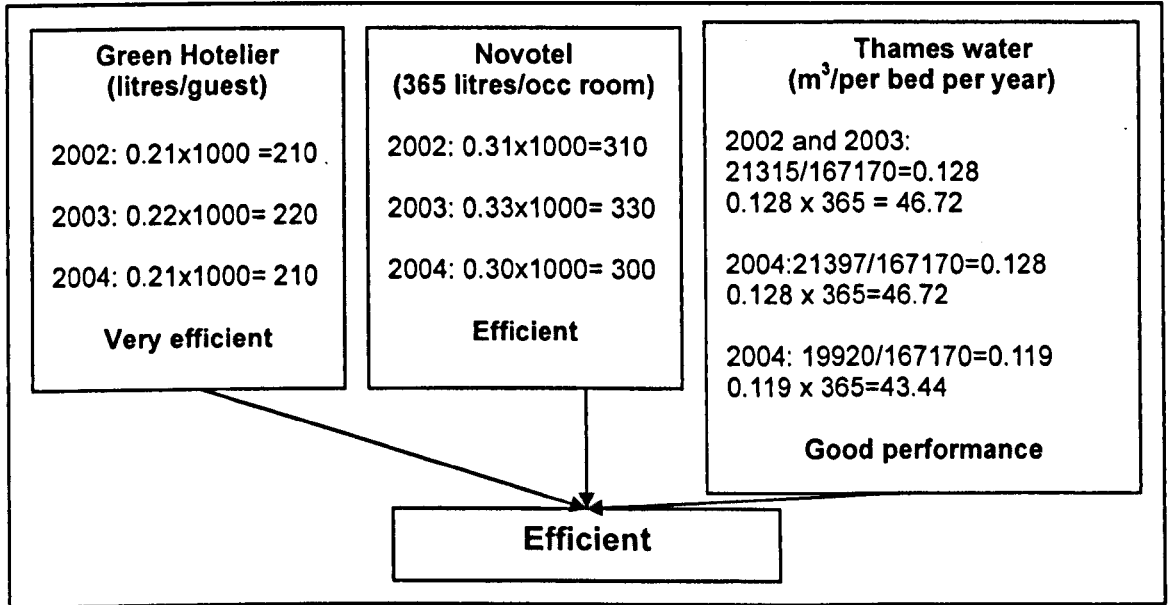 Green Hotelier
(litres/guest)
2002: 0.21x1000 =210
2003: 0.22x1000= 220
2004: 0.21x1000= 210
Very efficient
Novotel
(365 litres/occ room)
2002: 0.31x1000=310
2003: 0.33x1000= 330
2004: 0.30x1000= 300
Efficient
Thames water
(m³/per bed per year)
2002 and 2003:
21315/167170=0.128
0.128 x 365 = 46.72
2004:21397/167170=0.128
0.128 x 365=46.72
2004: 19920/167170=0.119
0.119 x 365=43.44
Good performance
Efficient